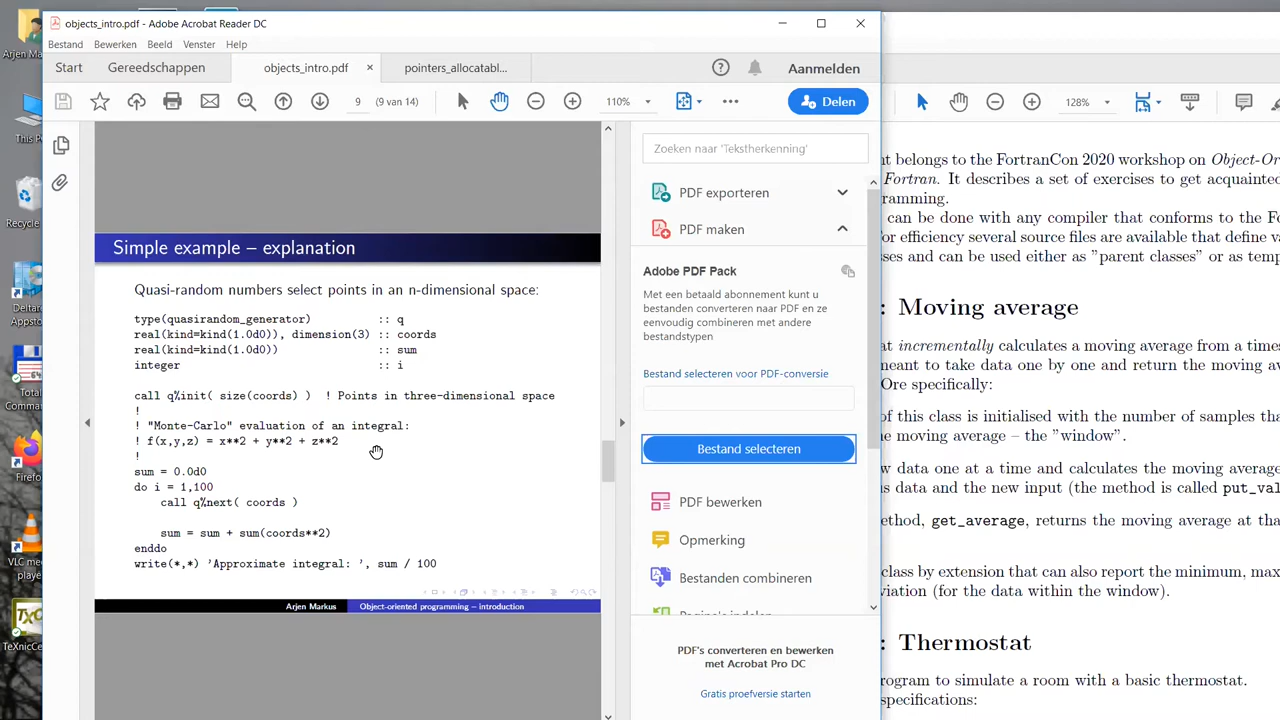 Arjen Ma
This P
Recycle
Deltare
Appsto
Total
Comma
Firefo
VLC me
player
TeXnicCe
objects_intro.pdf - Adobe Acrobat Reader DC
Bestand Bewerken Beeld Venster Help
Start Gereedschappen objects_intro.pdf × pointers_allocatabl... Aanmelden
9 (9 van 14) 110% Delen
Simple example – explanation
Quasi-random numbers select points in an n-dimensional space:
type(quasirandom_generator) :: q
real(kind=kind(1.0d0)), dimension(3) :: coords
real(kind=kind(1.0d0)) :: sum
integer :: i
call q%init( size(coords) ) ! Points in three-dimensional space
!
! "Monte-Carlo" evaluation of an integral:
! f(x,y,z) = x**2 + y**2 + z**2
!
sum = 0.0d0
do i = 1,100
call q%next( coords )
sum = sum + sum(coords**2)
enddo
write(*,*) 'Approximate integral: ', sum / 100
Arjen Markus Object-oriented programming – introduction
Zoeken naar 'Tekstherkenning'
PDF exporteren
PDF maken
Adobe PDF Pack
Met een betaald abonnement kunt u
bestanden converteren naar PDF en ze
eenvoudig combineren met andere
bestandstypen
Bestand selecteren voor PDF-conversie
Bestand selecteren
PDF bewerken
Opmerking
Bestanden combineren
PDF's converteren en bewerken
met Acrobat Pro DC
Gratis proefversie starten
128%
nt belongs to the FortranCon 2020 workshop on Object-Or
Fortran. It describes a set of exercises to get acquainted
ramming.
can be done with any compiler that conforms to the Fo
or efficiency several source files are available that define va
sses and can be used either as "parent classes" or as temp
: Moving average
at incrementally calculates a moving average from a times
meant to take data one by one and return the moving av
Ore specifically:
of this class is initialised with the number of samples tha
he moving average – the "window".
w data one at a time and calculates the moving average
s data and the new input (the method is called put_val
ethod, get_average, returns the moving average at tha
class by extension that can also report the minimum, max
viation (for the data within the window).
: Thermostat
rogram to simulate a room with a basic thermostat.
specifications: